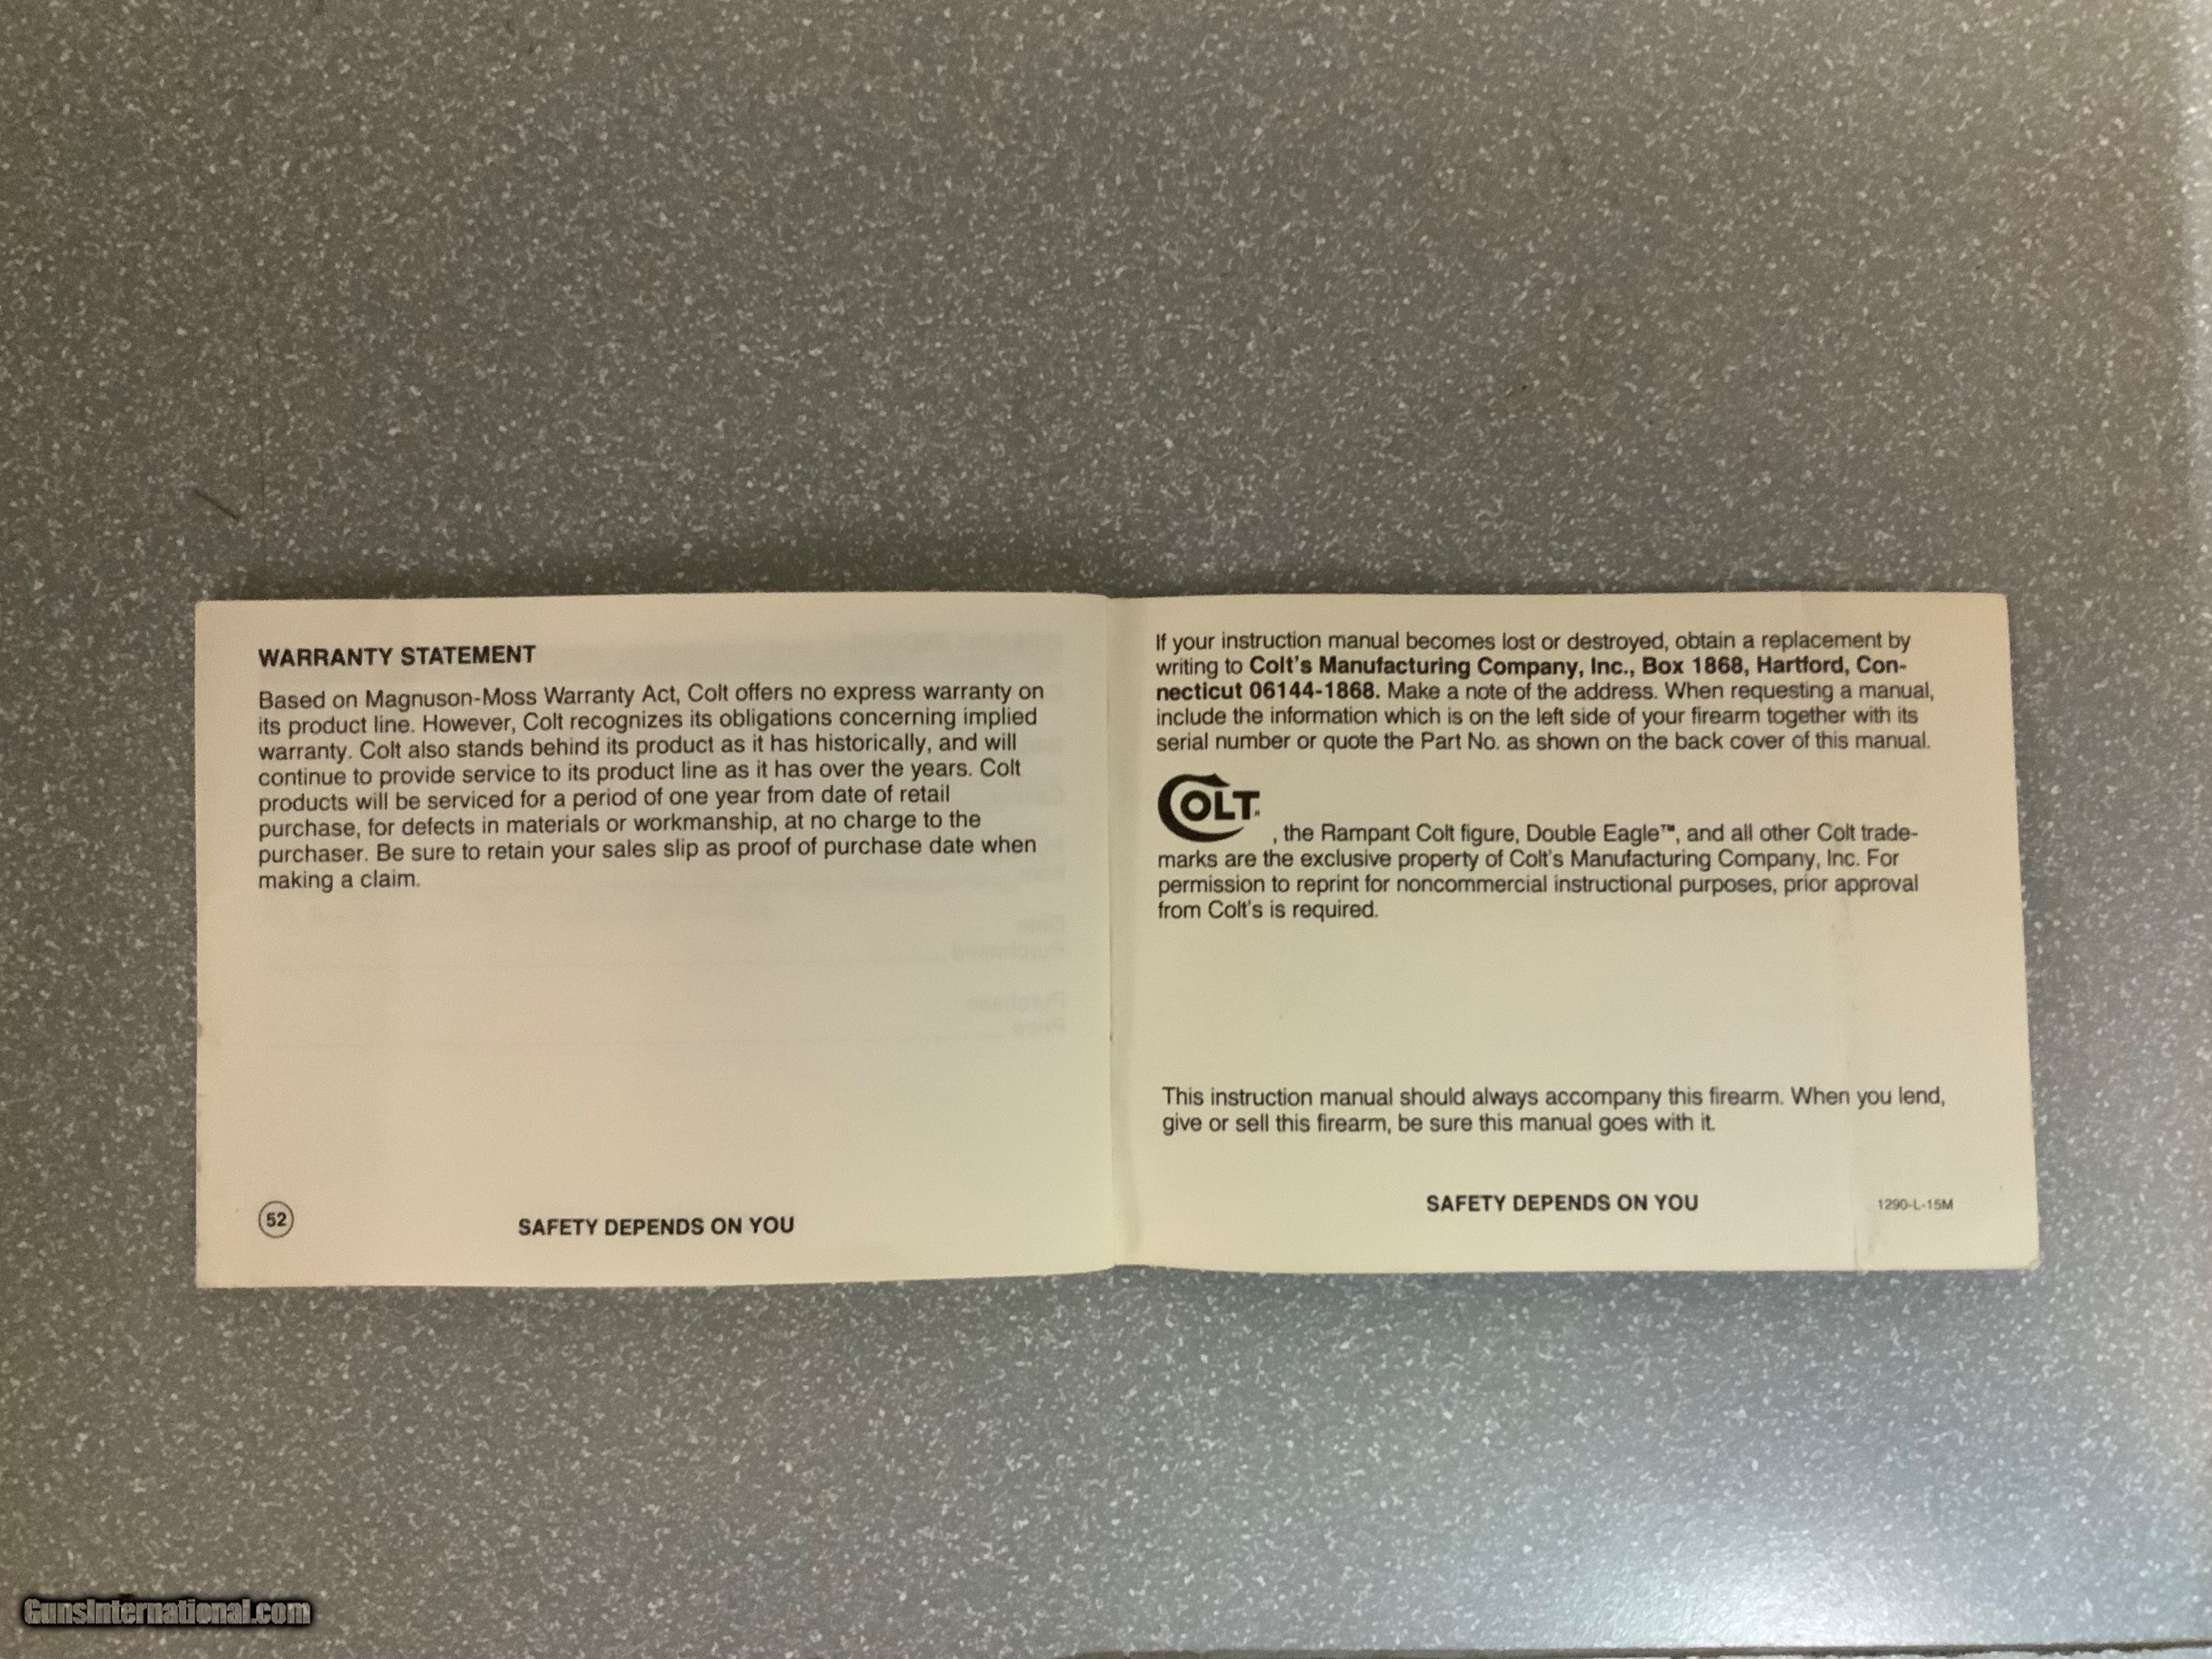 WARRANTY STATEMENT
Based on Magnuson-Moss Warranty Act, Colt offers no express warranty on
its product line. However, Colt recognizes its obligations concerning implied
warranty. Colt also stands behind its product as it has historically, and will
continue to provide service to its product line as it has over the years. Colt
products will be serviced for a period of one year from date of retail
purchase, for defects in materials or workmanship, at no charge to the
purchaser. Be sure to retain your sales slip as proof of purchase date when
making a claim.
52
SAFETY DEPENDS ON YOU
If your instruction manual becomes lost or destroyed, obtain a replacement by
writing to Colt's Manufacturing Company, Inc., Box 1868, Hartford, Con-
necticut 06144-1868. Make a note of the address. When requesting a manual,
include the information which is on the left side of your firearm together with its
serial number or quote the Part No. as shown on the back cover of this manual.
COLT
, the Rampant Colt figure, Double Eagle™, and all other Colt trade-
marks are the exclusive property of Colt's Manufacturing Company, Inc. For
permission to reprint for noncommercial instructional purposes, prior approval
from Colt's is required.
This instruction manual should always accompany this firearm. When you lend,
give or sell this firearm, be sure this manual goes with it.
SAFETY DEPENDS ON YOU
1290-L-15M
GunsInternational.com